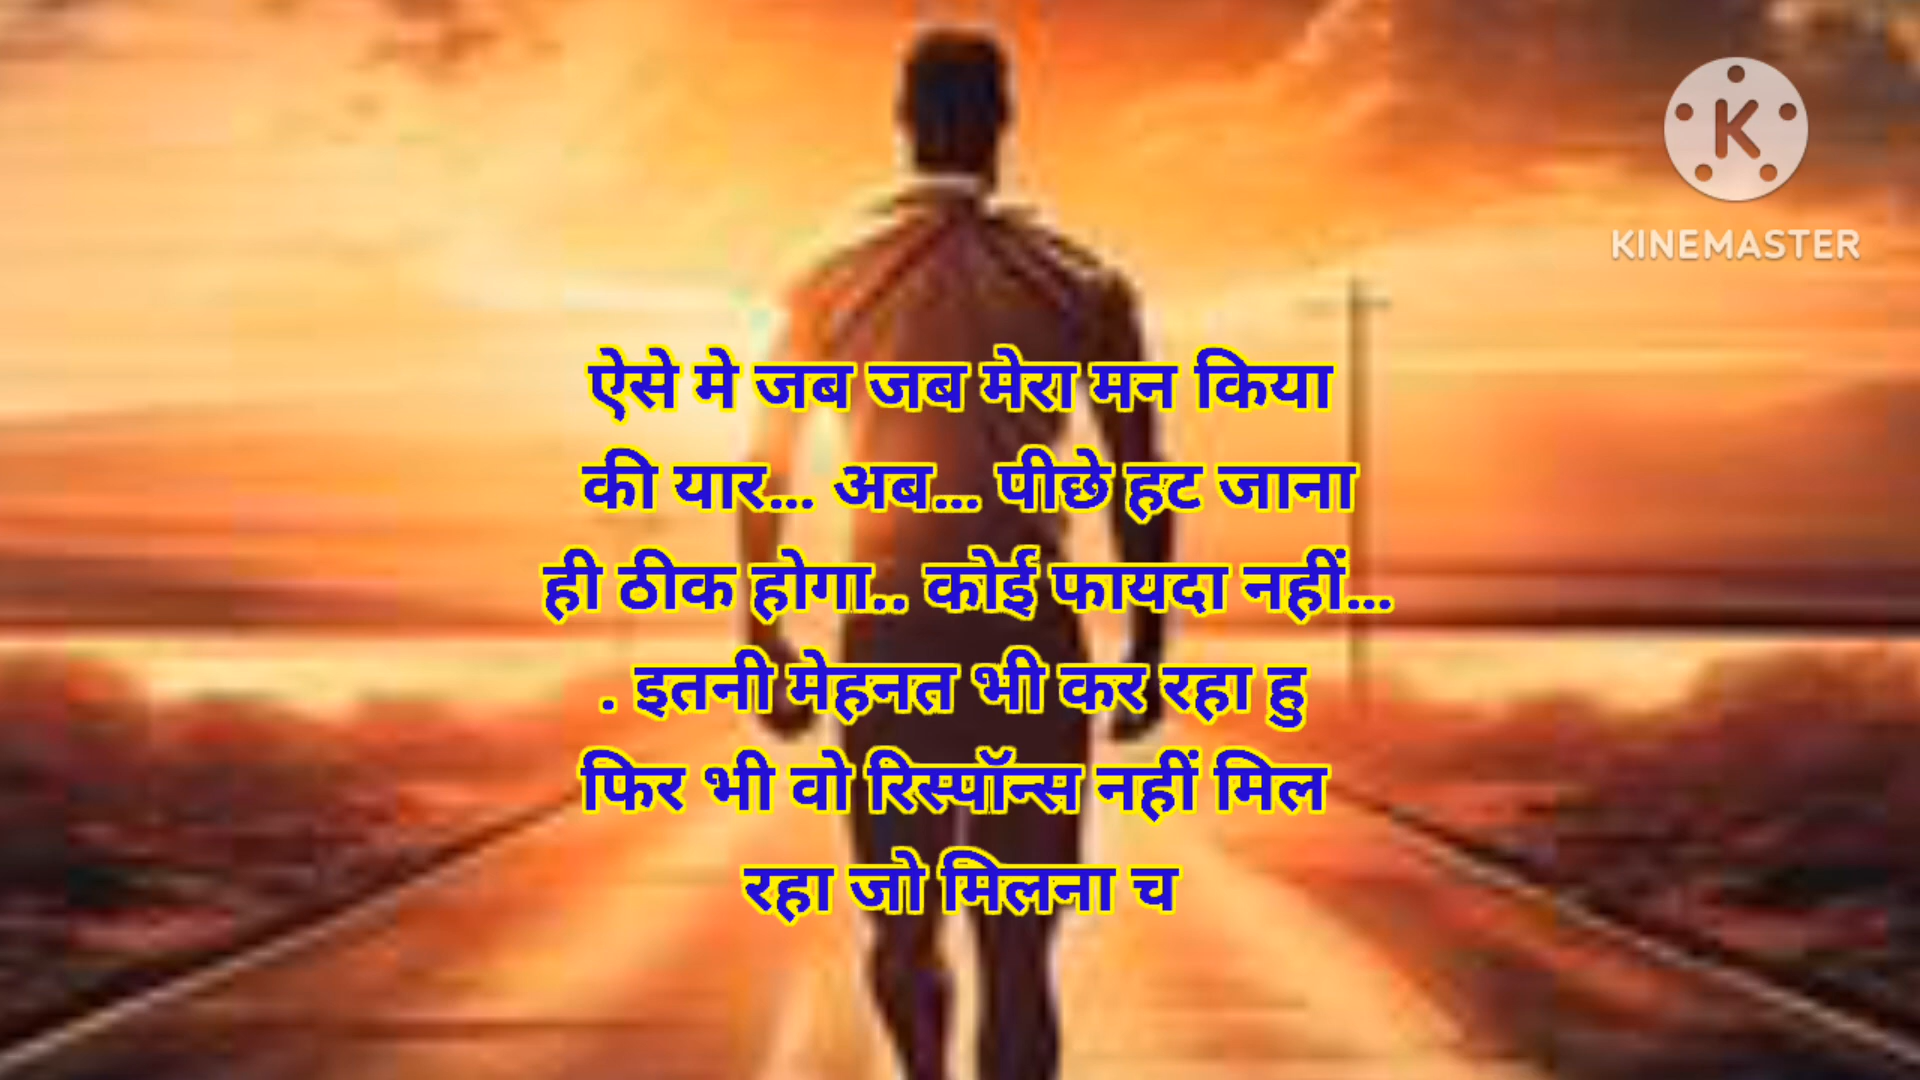 KINEMASTER
ऐसे मे जब जब मेरा मन किया
की यार... अब... पीछे हट जाना
ही ठीक होगा.. कोई फायदा नहीं...
. इतनी मेहनत भी कर रहा हु
फिर भी वो रिस्पॉन्स नहीं मिल
रहा जो मिलना च